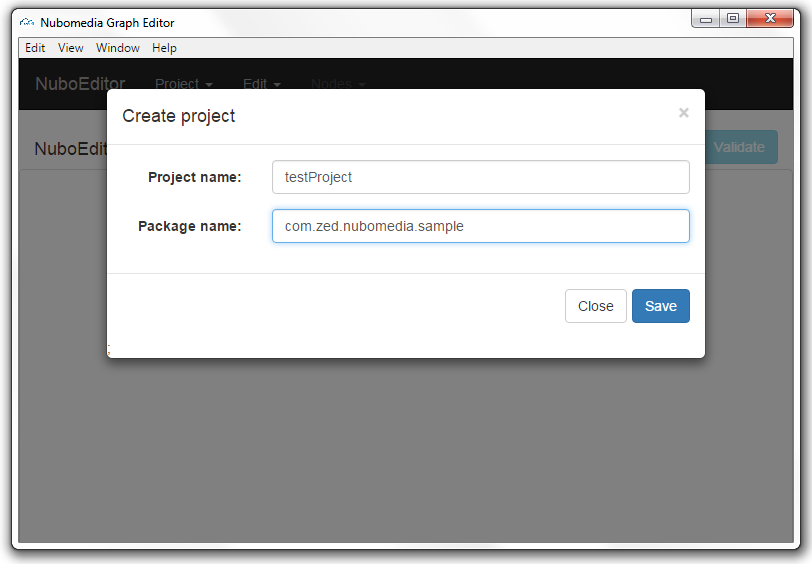 Nubomedia Graph Editor
Edit View Window Help
NuboEditor Project Edit Nodes
Create project ×
NuboEdit Validate
Project name: testProject
Package name: com.zed.nubomedia.sample
Close Save
;